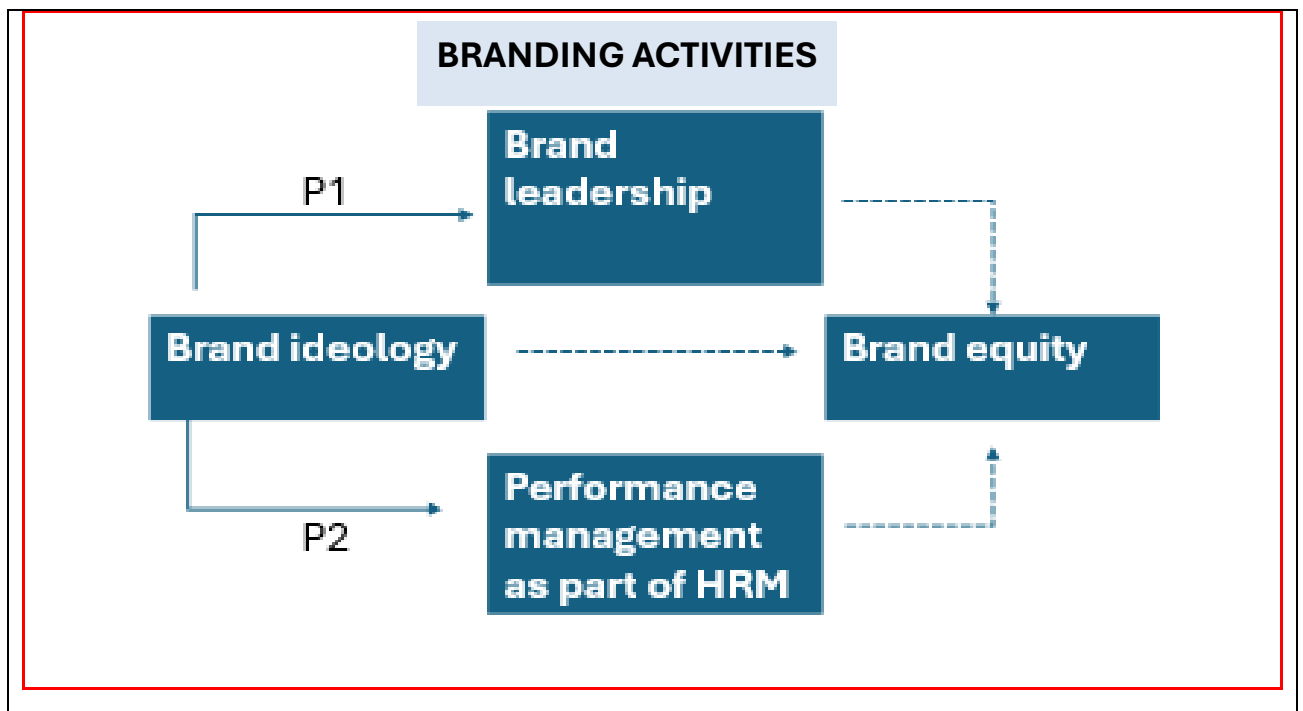 BRANDING ACTIVITIES
Brand
leadership
P1
Brand ideology
Brand equity
Performance
management
as part of HRM
P2